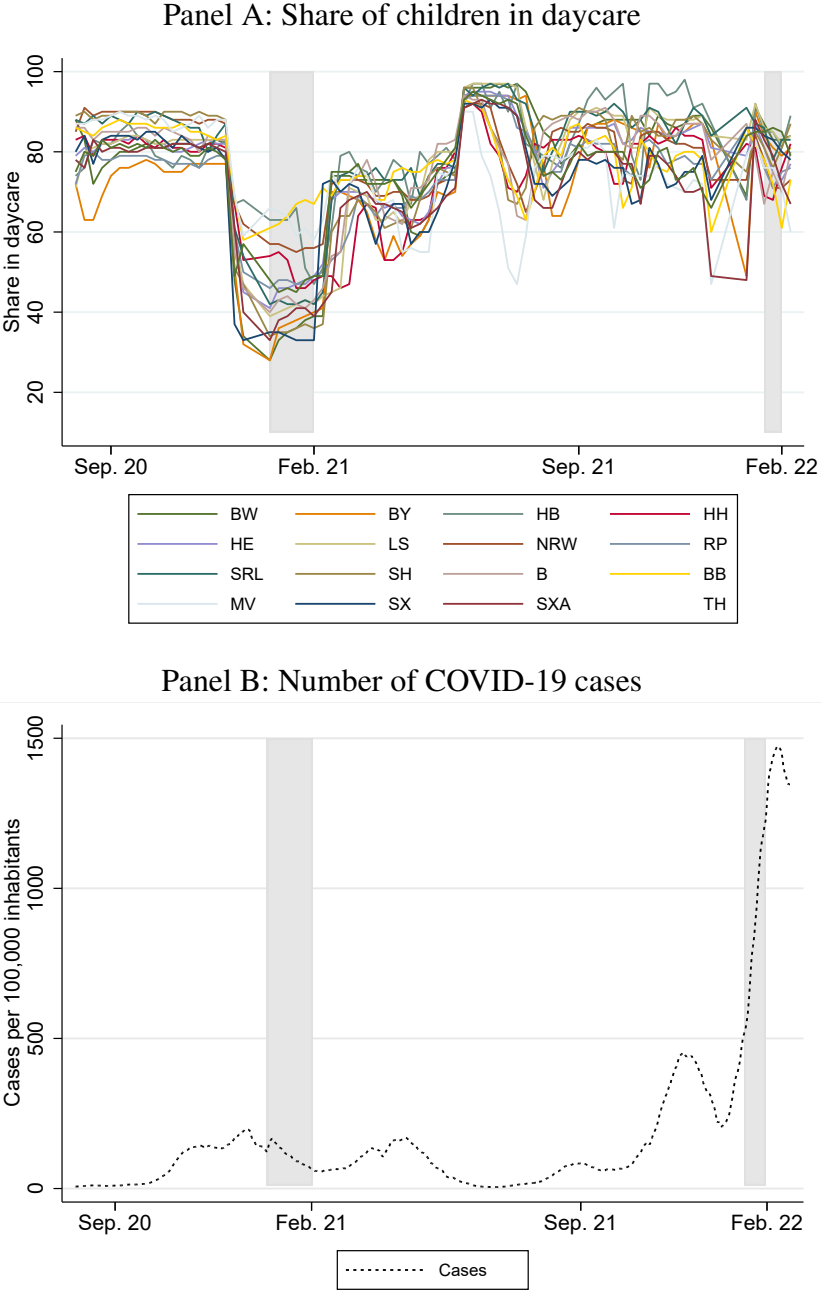 Panel A: Share of children in daycare
Share in daycare
100
80
60
40
20
Sep. 20 Feb. 21 Sep. 21 Feb. 22
BW BY HB HH
HE LS NRW RP
SRL SH B BB
MV SX SXA TH
Panel B: Number of COVID-19 cases
Cases per 100,000 inhabitants
1500
1000
500
0
Sep. 20 Feb. 21 Sep. 21 Feb. 22
Cases